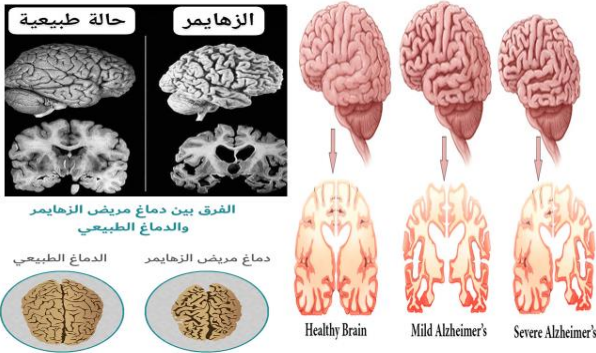 الزهايمر
حالة طبيعية
الفرق بين دماغ مريض الزهايمر
والدماغ الطبيعي
دماغ مريض الزهايمر
الدماغ الطبيعي
Healthy Brain
Mild Alzheimer's
Severe Alzheimer's